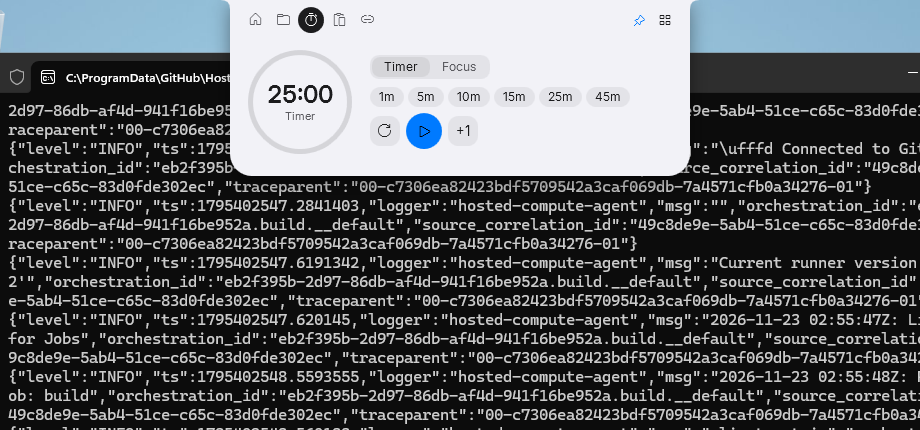 Timer Focus
25:00
Timer
1m 5m 10m 15m 25m 45m
+1
C:\ProgramData\GitHub\Host
2d97-86db-af4d-941f16be95 de9e-5ab4-51ce-c65c-83d0fde3
raceparent":"00-c7306ea82
{"level":"INFO","ts":179540254 sg":"\ufffd Connected to Git
chestration_id":"eb2f395b- urce_correlation_id":"49c8de
51ce-c65c-83d0fde302ec","traceparent":"00-c7306ea82423bdf5709542a3caf069db-7a4571cfb0a34276-01"}
{"level":"INFO","ts":1795402547.2841403,"logger":"hosted-compute-agent","msg":"","orchestration_id":"e
2d97-86db-af4d-941f16be952a.build.__default","source_correlation_id":"49c8de9e-5ab4-51ce-c65c-83d0fde3
raceparent":"00-c7306ea82423bdf5709542a3caf069db-7a4571cfb0a34276-01"}
{"level":"INFO","ts":1795402547.6191342,"logger":"hosted-compute-agent","msg":"Current runner version
2'","orchestration_id":"eb2f395b-2d97-86db-af4d-941f16be952a.build.__default","source_correlation_id":"
e-5ab4-51ce-c65c-83d0fde302ec","traceparent":"00-c7306ea82423bdf5709542a3caf069db-7a4571cfb0a34276-01"
{"level":"INFO","ts":1795402547.620145,"logger":"hosted-compute-agent","msg":"2026-11-23 02:55:47Z: Li
for Jobs","orchestration_id":"eb2f395b-2d97-86db-af4d-941f16be952a.build.__default","source_correlatio
9c8de9e-5ab4-51ce-c65c-83d0fde302ec","traceparent":"00-c7306ea82423bdf5709542a3caf069db-7a4571cfb0a342
{"level":"INFO","ts":1795402548.5593555,"logger":"hosted-compute-agent","msg":"2026-11-23 02:55:48Z: R
ob: build","orchestration_id":"eb2f395b-2d97-86db-af4d-941f16be952a.build.__default","source_correlati
49c8de9e-5ab4-51ce-c65c-83d0fde302ec","traceparent":"00-c7306ea82423bdf5709542a3caf069db-7a4571cfb0a34